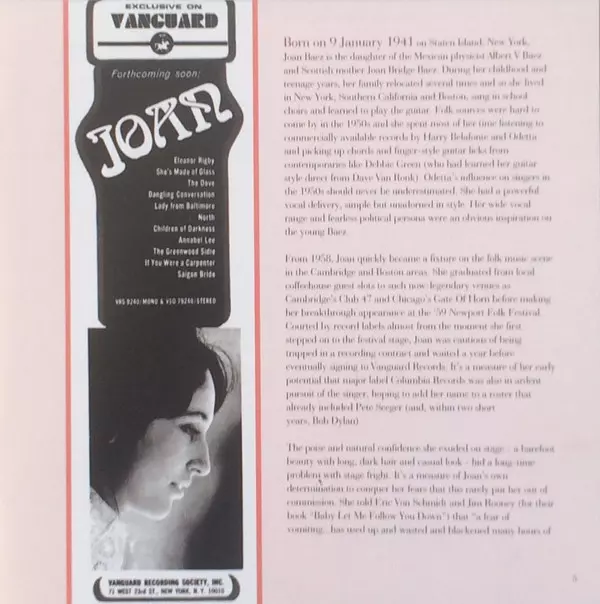 EXCLUSIVE ON
VANGUARD
Forthcoming soon:
JOAN
Eleanor Rigby
She's Made of Glass
The Dove
Dangling Conversation
Lady from Baltimore
North
Children of Darkness
Annabel Lee
The Greenwood Sidie
If You Were a Carpenter
Saigon Bride
VRS 9240/MONO & VSD 79240/STEREO
VANGUARD RECORDING SOCIETY, INC.
71 WEST 23rd ST., NEW YORK, N.Y. 10010
Born on 9 January 1941 on Staten Island, New York,
Joan Baez is the daughter of the Mexican physicist Albert V Baez
and Scottish mother Joan Bridge Baez. During her childhood and
teenage years, her family relocated several times and so she lived
in New York, Southern California and Boston, sang in school
choirs and learned to play the guitar. Folk sources were hard to
come by in the 1950s and she spent most of her time listening to
commercially available records by Harry Belafonte and Odetta
and picking up chords and finger-style guitar licks from
contemporaries like Debbie Green (who had learned her guitar
style direct from Dave Van Ronk). Odetta's influence on singers in
the 1950s should never be underestimated. She had a powerful
vocal delivery, simple but unadorned in style. Her wide vocal
range and fearless political persona were an obvious inspiration on
the young Baez.
From 1958, Joan quickly became a fixture on the folk music scene
in the Cambridge and Boston areas. She graduated from local
coffeehouse guest slots to such now-legendary venues as
Cambridge's Club 47 and Chicago's Gate Of Horn before making
her breakthrough appearance at the '59 Newport Folk Festival.
Courted by record labels almost from the moment she first
stepped on to the festival stage, Joan was cautious of being
trapped in a recording contract and waited a year before
eventually signing to Vanguard Records. It's a measure of her early
potential that major label Columbia Records was also in ardent
pursuit of the singer, hoping to add her name to a roster that
already included Pete Seeger (and, within two short
years, Bob Dylan)
The poise and natural confidence she exuded on stage - a barefoot
beauty with long, dark hair and casual look - hid a long-time
problem with stage fright. It's a measure of Joan's own
determination to conquer her fears that this rarely put her out of
commission. She told Eric Von Schmidt and Jim Rooney (for their
book "Baby Let Me Follow You Down") that "a fear of
vomiting...has used up and wasted and blackened many hours of